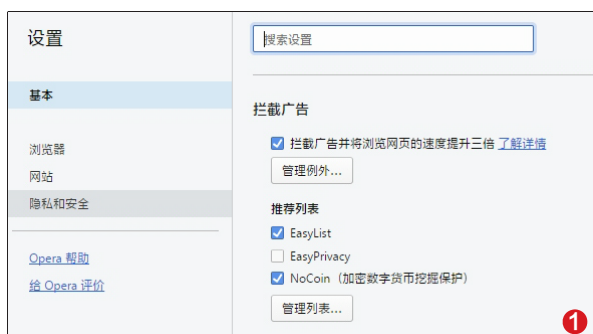 设置
搜索设置
基本
浏览器
网站
隐私和安全
Opera 帮助
给 Opera 评价
拦截广告
拦截广告并将浏览网页的速度提升三倍 了解详情
管理例外...
推荐列表
EasyList
EasyPrivacy
NoCoin（加密数字货币挖掘保护）
管理列表...
1